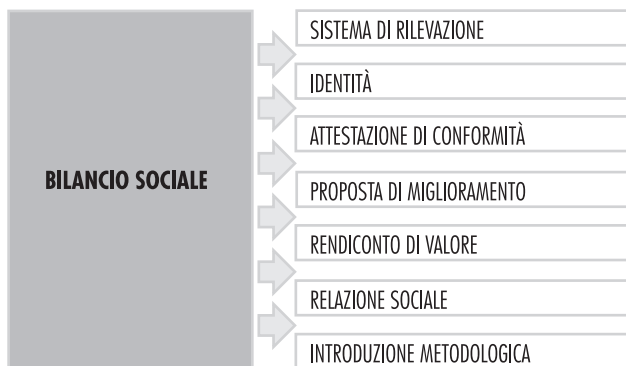 BILANCIO SOCIALE
SISTEMA DI RILEVAZIONE
IDENTITÀ
ATTESTAZIONE DI CONFORMITÀ
PROPOSTA DI MIGLIORAMENTO
RENDICONTO DI VALORE
RELAZIONE SOCIALE
INTRODUZIONE METODOLOGICA